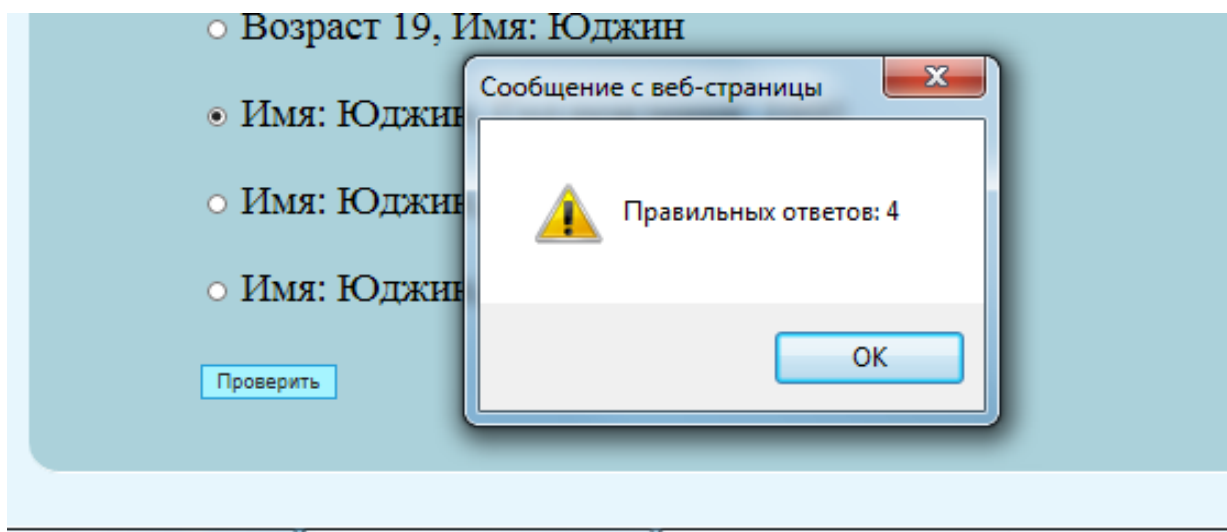 Возраст 19, Имя: Юджин
Сообщение с веб-страницы
Имя: Юджин
Правильных ответов: 4
Имя: Юджин
Имя: Юджин
OK
Проверить